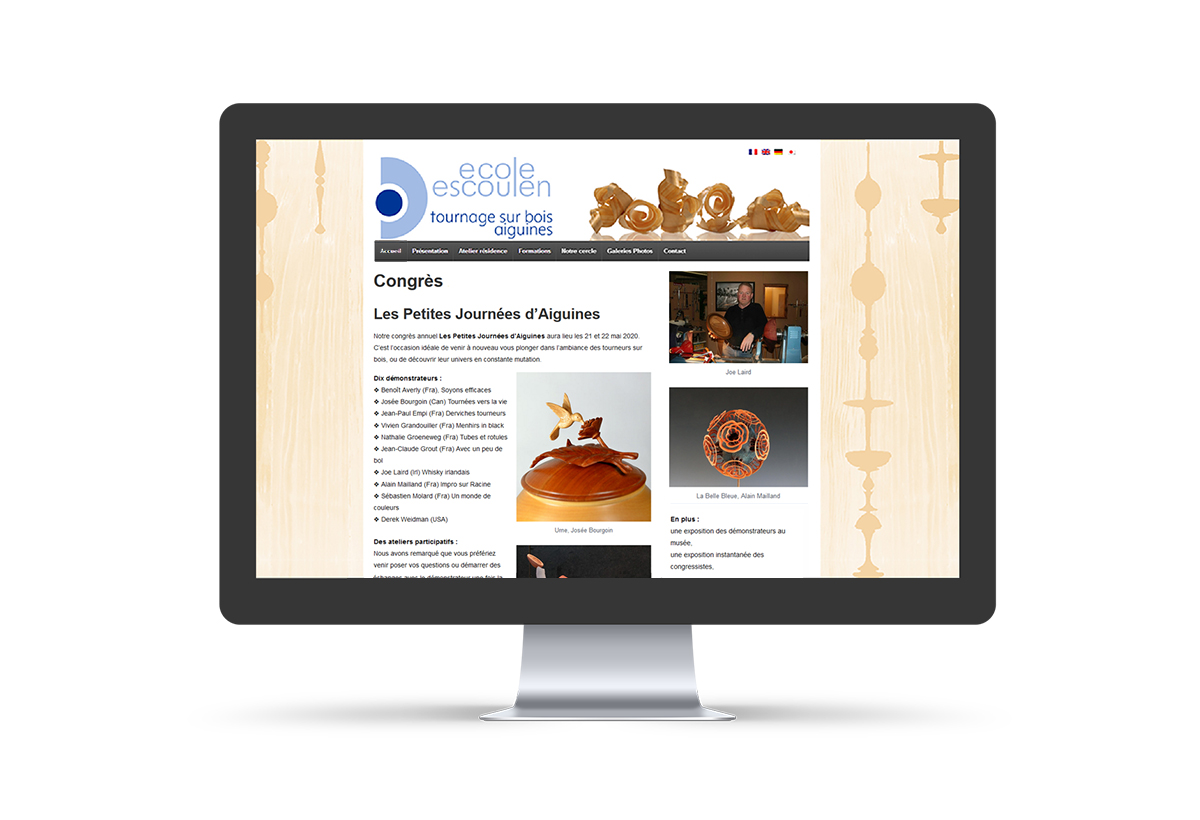 ecole
escoulen
tournage sur bois
aiguines
Accueil Présentation Atelier résidence Formations Notre cercle Galeries Photos Contact
Congrès
Les Petites Journées d'Aiguines
Notre congrès annuel Les Petites Journées d'Aiguines aura lieu les 21 et 22 mai 2020.
C'est l'occasion idéale de venir à nouveau vous plonger dans l'ambiance des tourneurs sur
bois, ou de découvrir leur univers en constante mutation.
Dix démonstrateurs :
❖ Benoît Averly (Fra), Soyons efficaces
❖ Josée Bourgoin (Can) Tournées vers la vie
❖ Jean-Paul Empi (Fra) Derviches tourneurs
❖ Vivien Grandouiller (Fra) Menhirs in black
❖ Nathalie Groeneweg (Fra) Tubes et rotules
❖ Jean-Claude Grout (Fra) Avec un peu de
bol
❖ Joe Laird (Irl) Whisky irlandais
❖ Alain Mailland (Fra) Impro sur Racine
❖ Sébastien Molard (Fra) Un monde de
couleurs
❖ Derek Weidman (USA)
Des ateliers participatifs :
Nous avons remarqué que vous préfériez
venir poser vos questions ou démarrer des
échanges avec le démonstrateur une fois la
Urne, Josée Bourgoin
Joe Laird
La Belle Bleue, Alain Mailland
En plus :
une exposition des démonstrateurs au
musée,
une exposition instantanée des
congressistes,